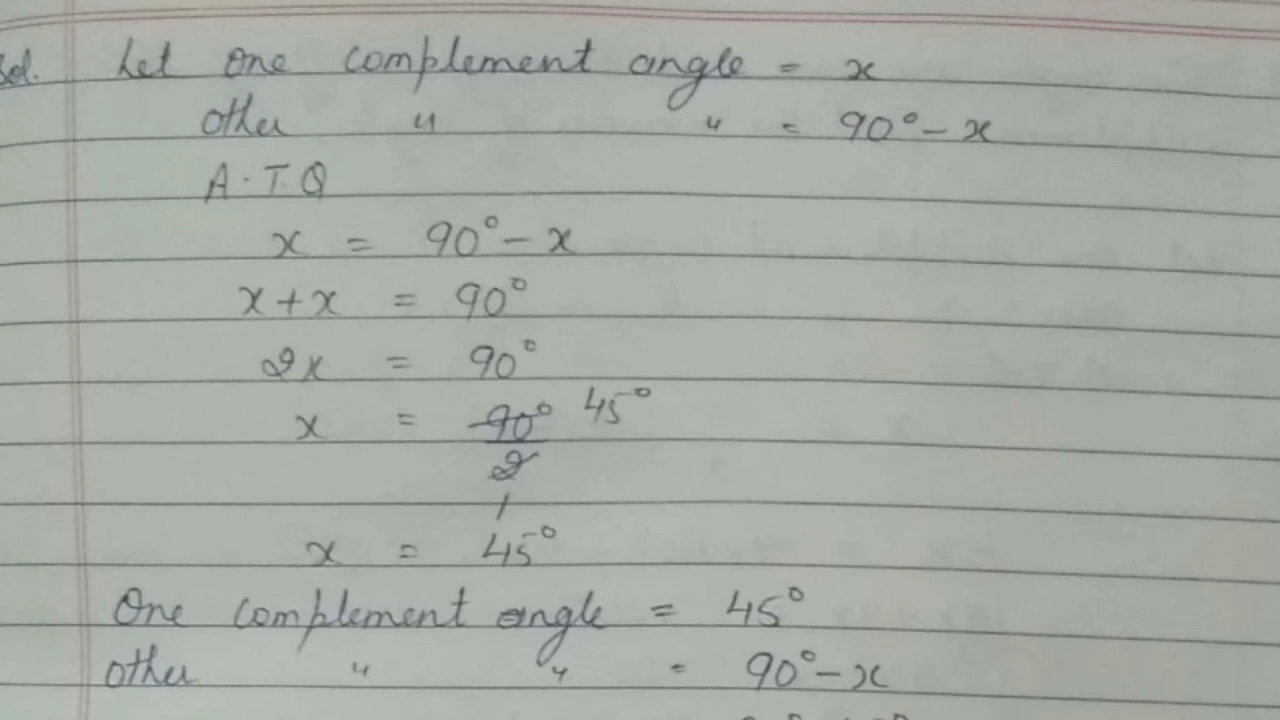 Sol. Let One complement angle = x
other " " = 90° - x
A.T.Q
x = 90° - x
x + x = 90°
2x = 90°
x = 90° 45°
2
1
x = 45°
One complement angle = 45°
other " " = 90° - x